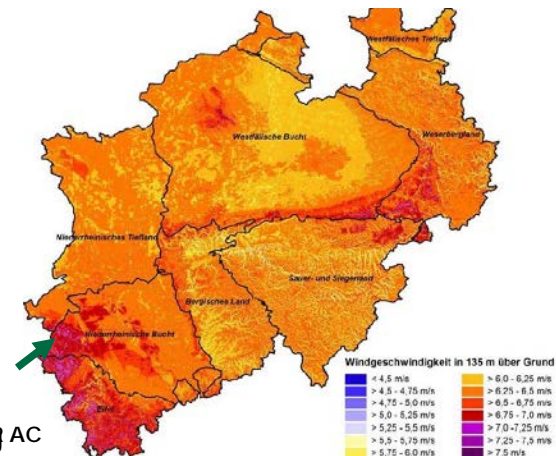 Westfälisches Tiefland
Westfälische Bucht
Weserbergland
Niederrheinisches Tiefland
Sauer- und Siegerland
Bergisches Land
Niederrheinische Bucht
Eifel
AC
Windgeschwindigkeit in 135 m über Grund
< 4,5 m/s
> 4,5 - 4,75 m/s
> 4,75 - 5,0 m/s
> 5,0 - 5,25 m/s
> 5,25 - 5,5 m/s
> 5,5 - 5,75 m/s
> 5,75 - 6,0 m/s
> 6,0 - 6,25 m/s
> 6,25 - 6,5 m/s
> 6,5 - 6,75 m/s
> 6,75 - 7,0 m/s
> 7,0 -7,25 m/s
> 7,25 - 7,5 m/s
> 7,5 m/s